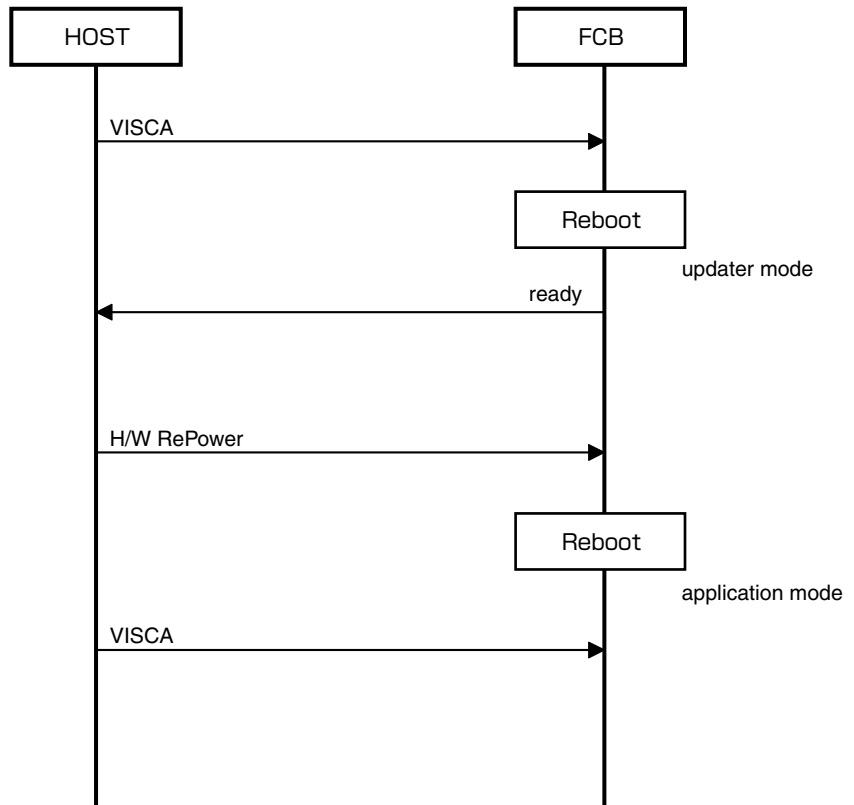 HOST
FCB
VISCA
Reboot
updater mode
ready
H/W RePower
Reboot
application mode
VISCA